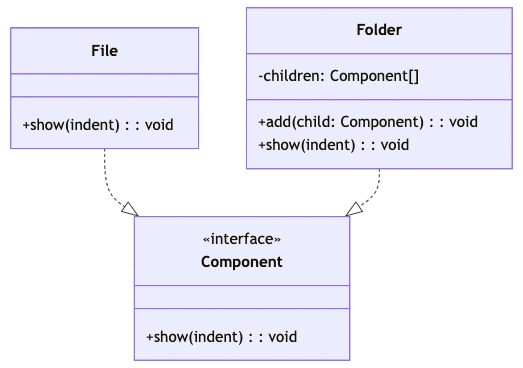 File
+show(indent) : : void
Folder
-children: Component[]
+add(child: Component) : : void
+show(indent) : : void
«interface»
Component
+show(indent) : : void